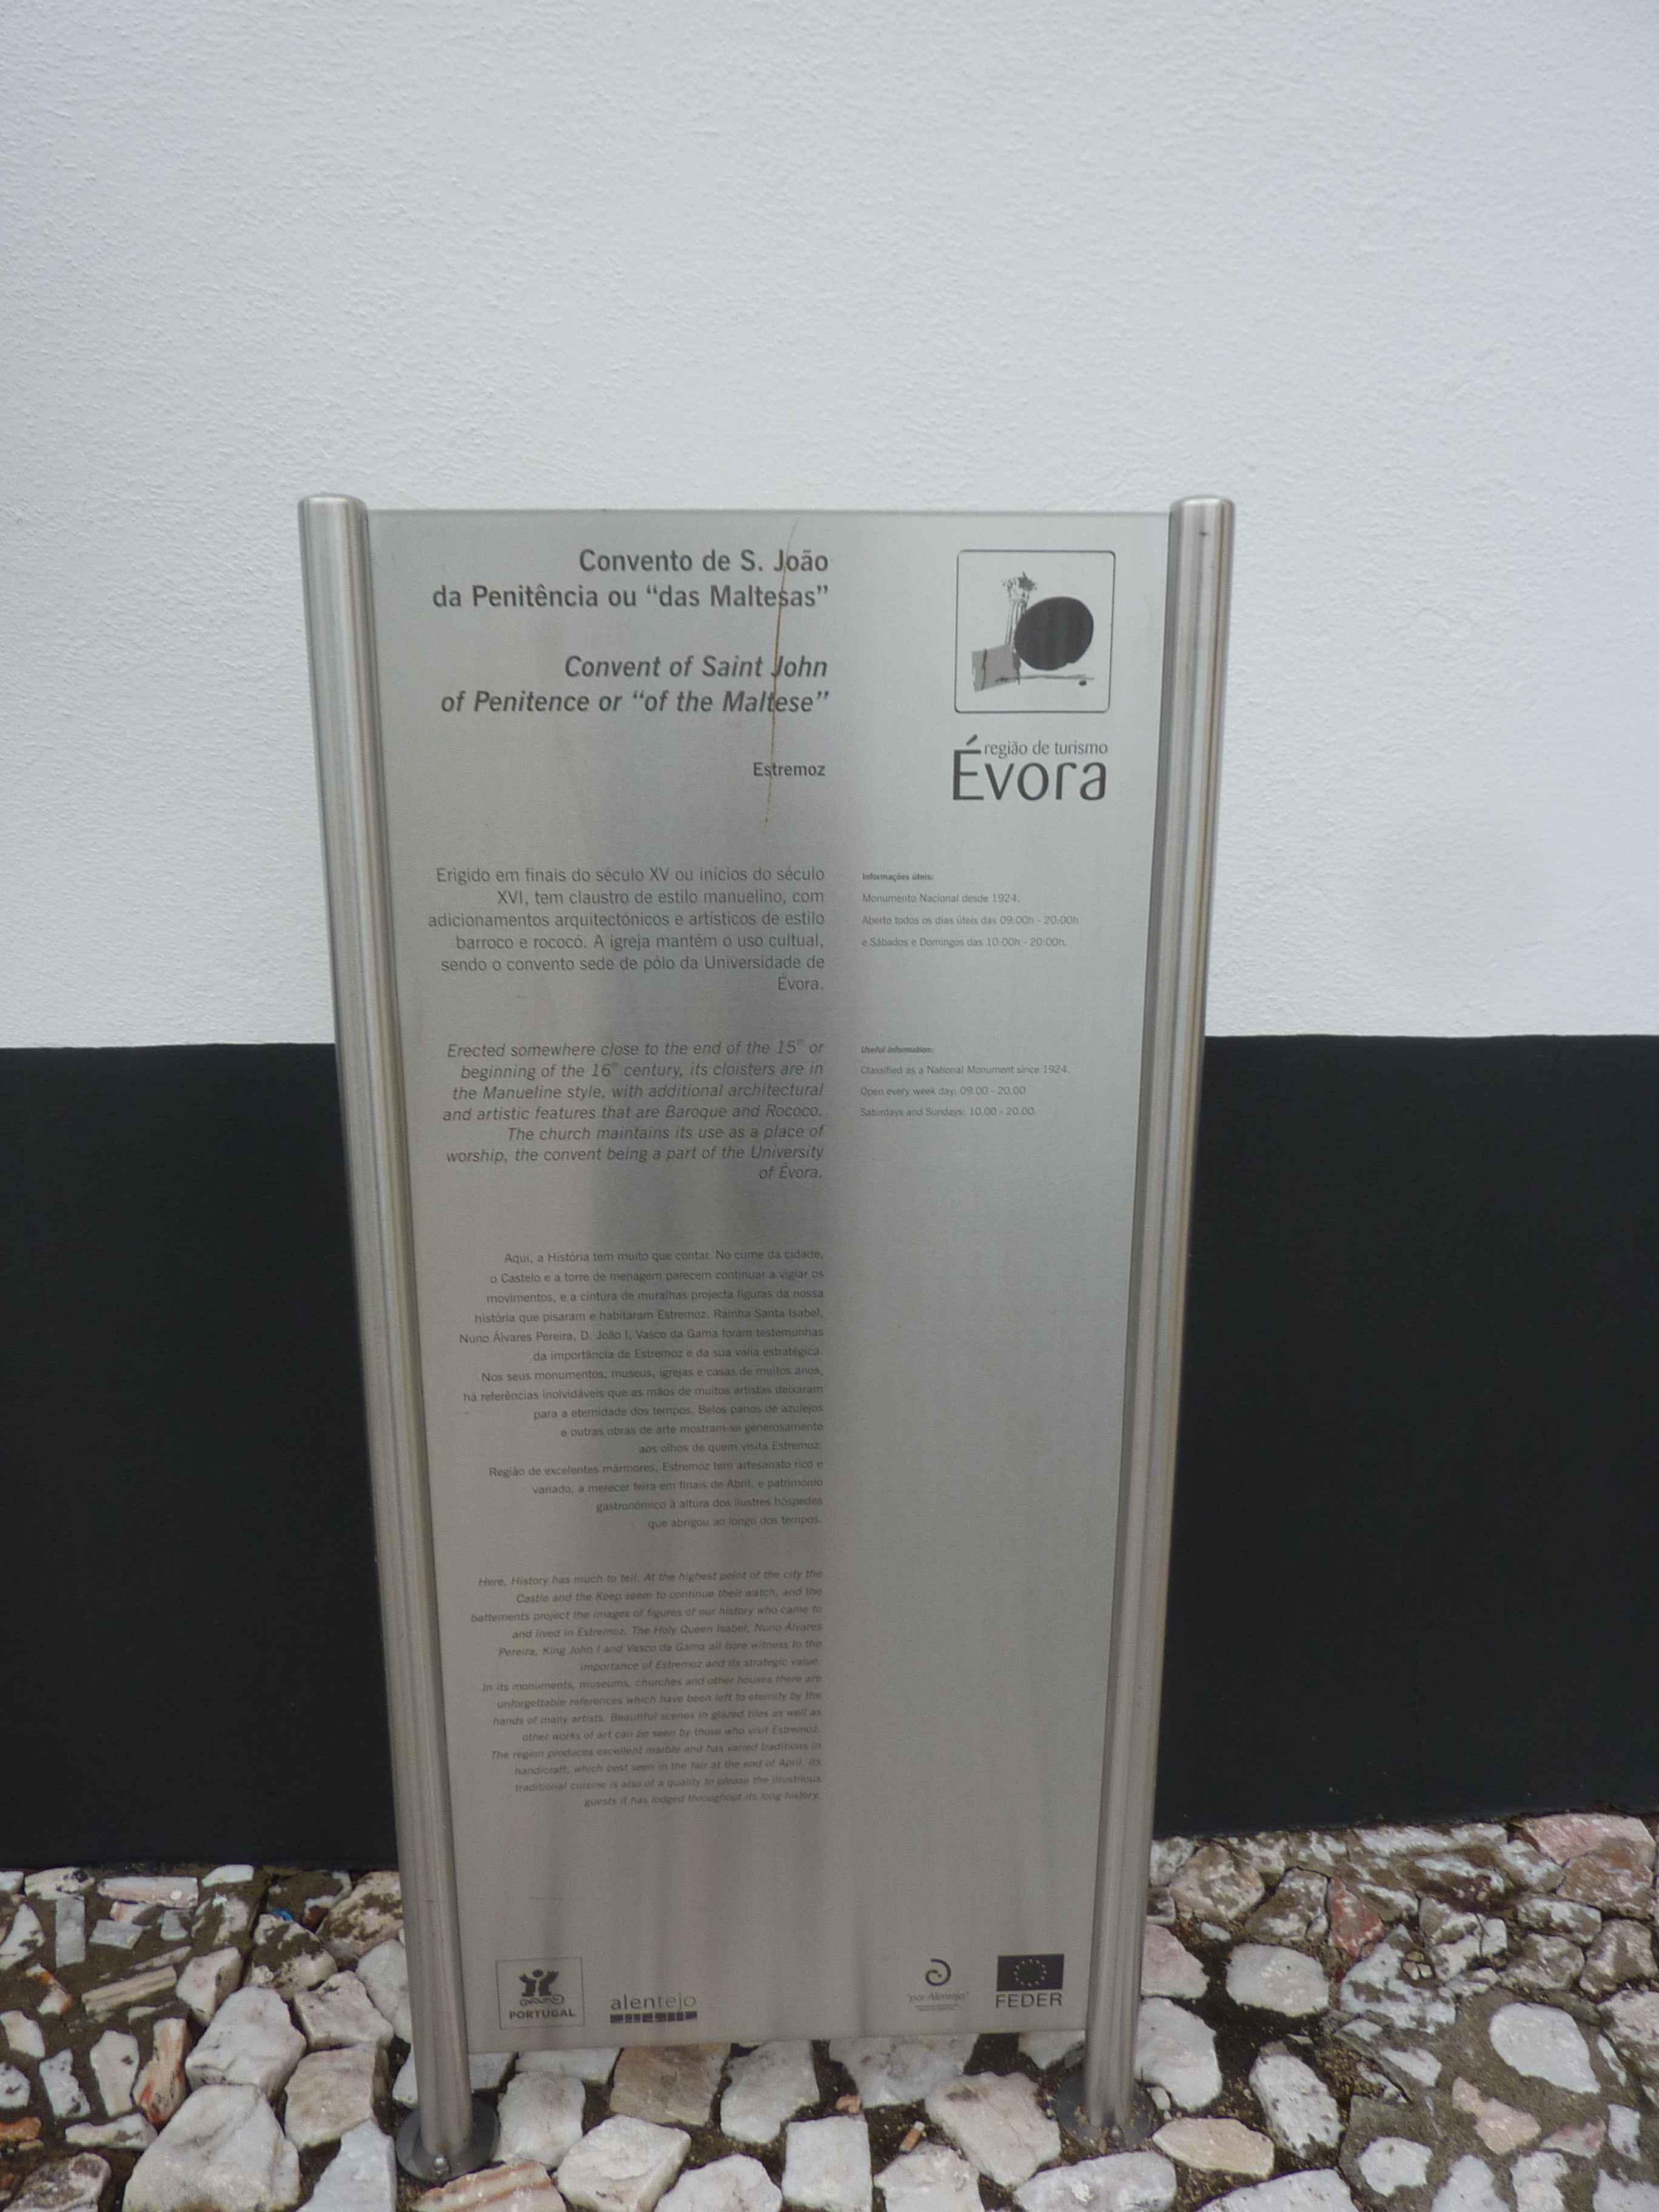 Convento de S. João
da Penitência ou “das Maltesas”
Convent of Saint John
of Penitence or “of the Maltese”
Estremoz
região de turismo
Évora
Erigido em finais do século XV ou inícios do século
XVI, tem claustro de estilo manuelino, com
adicionamentos arquitectónicos e artísticos de estilo
barroco e rococó. A igreja mantém o uso cultual,
sendo o convento sede de pólo da Universidade de
Évora.
Informações úteis:
Monumento Nacional desde 1924.
Aberto todos os dias úteis das 09:00h - 20:00h
e Sábados e Domingos das 10:00h - 20:00h.
Erected somewhere close to the end of the 15th or
beginning of the 16th century, its cloisters are in
the Manueline style, with additional architectural
and artistic features that are Baroque and Rococo.
The church maintains its use as a place of
worship, the convent being a part of the University
of Évora.
Useful information:
Classified as a National Monument since 1924.
Open every week day: 09.00 - 20.00
Saturdays and Sundays: 10.00 - 20.00.
Aqui, a História tem muito que contar. No cume da cidade,
o Castelo e a torre de menagem parecem continuar a vigiar os
movimentos, e a cintura de muralhas projecta figuras da nossa
história que pisaram e habitaram Estremoz. Rainha Santa Isabel,
Nuno Álvares Pereira, D. João I, Vasco da Gama foram testemunhas
da importância de Estremoz e da sua valia estratégica.
Nos seus monumentos, museus, igrejas e casas de muitos anos,
há referências inolvidáveis que as mãos de muitos artistas deixaram
para a eternidade dos tempos. Belos panos de azulejos
e outras obras de arte mostram-se generosamente
aos olhos de quem visita Estremoz.
Região de excelentes mármores, Estremoz tem artesanato rico e
variado, a merecer feira em finais de Abril, e património
gastronómico à altura dos ilustres hóspedes
que abrigou ao longo dos tempos.
Here, History has much to tell. At the highest point of the city the
Castle and the Keep seem to continue their watch, and the
battements project the images of figures of our history who came to
and lived in Estremoz. The Holy Queen Isabel, Nuno Álvares
Pereira, King John I and Vasco da Gama all bore witness to the
importance of Estremoz and its strategic value.
In its monuments, museums, churches and other houses there are
unforgettable references which have been left to eternity by the
hands of many artists. Beautiful scenes in glazed tiles as well as
other works of art can be seen by those who visit Estremoz.
The region produces excellent marble and has varied traditions in
handicraft, which best seen in the fair at the end of April. Its
traditional cuisine is also of a quality to please the illustrious
guests it has lodged throughout its long history.
PORTUGAL
alentejo
"por Alentejo"
FEDER